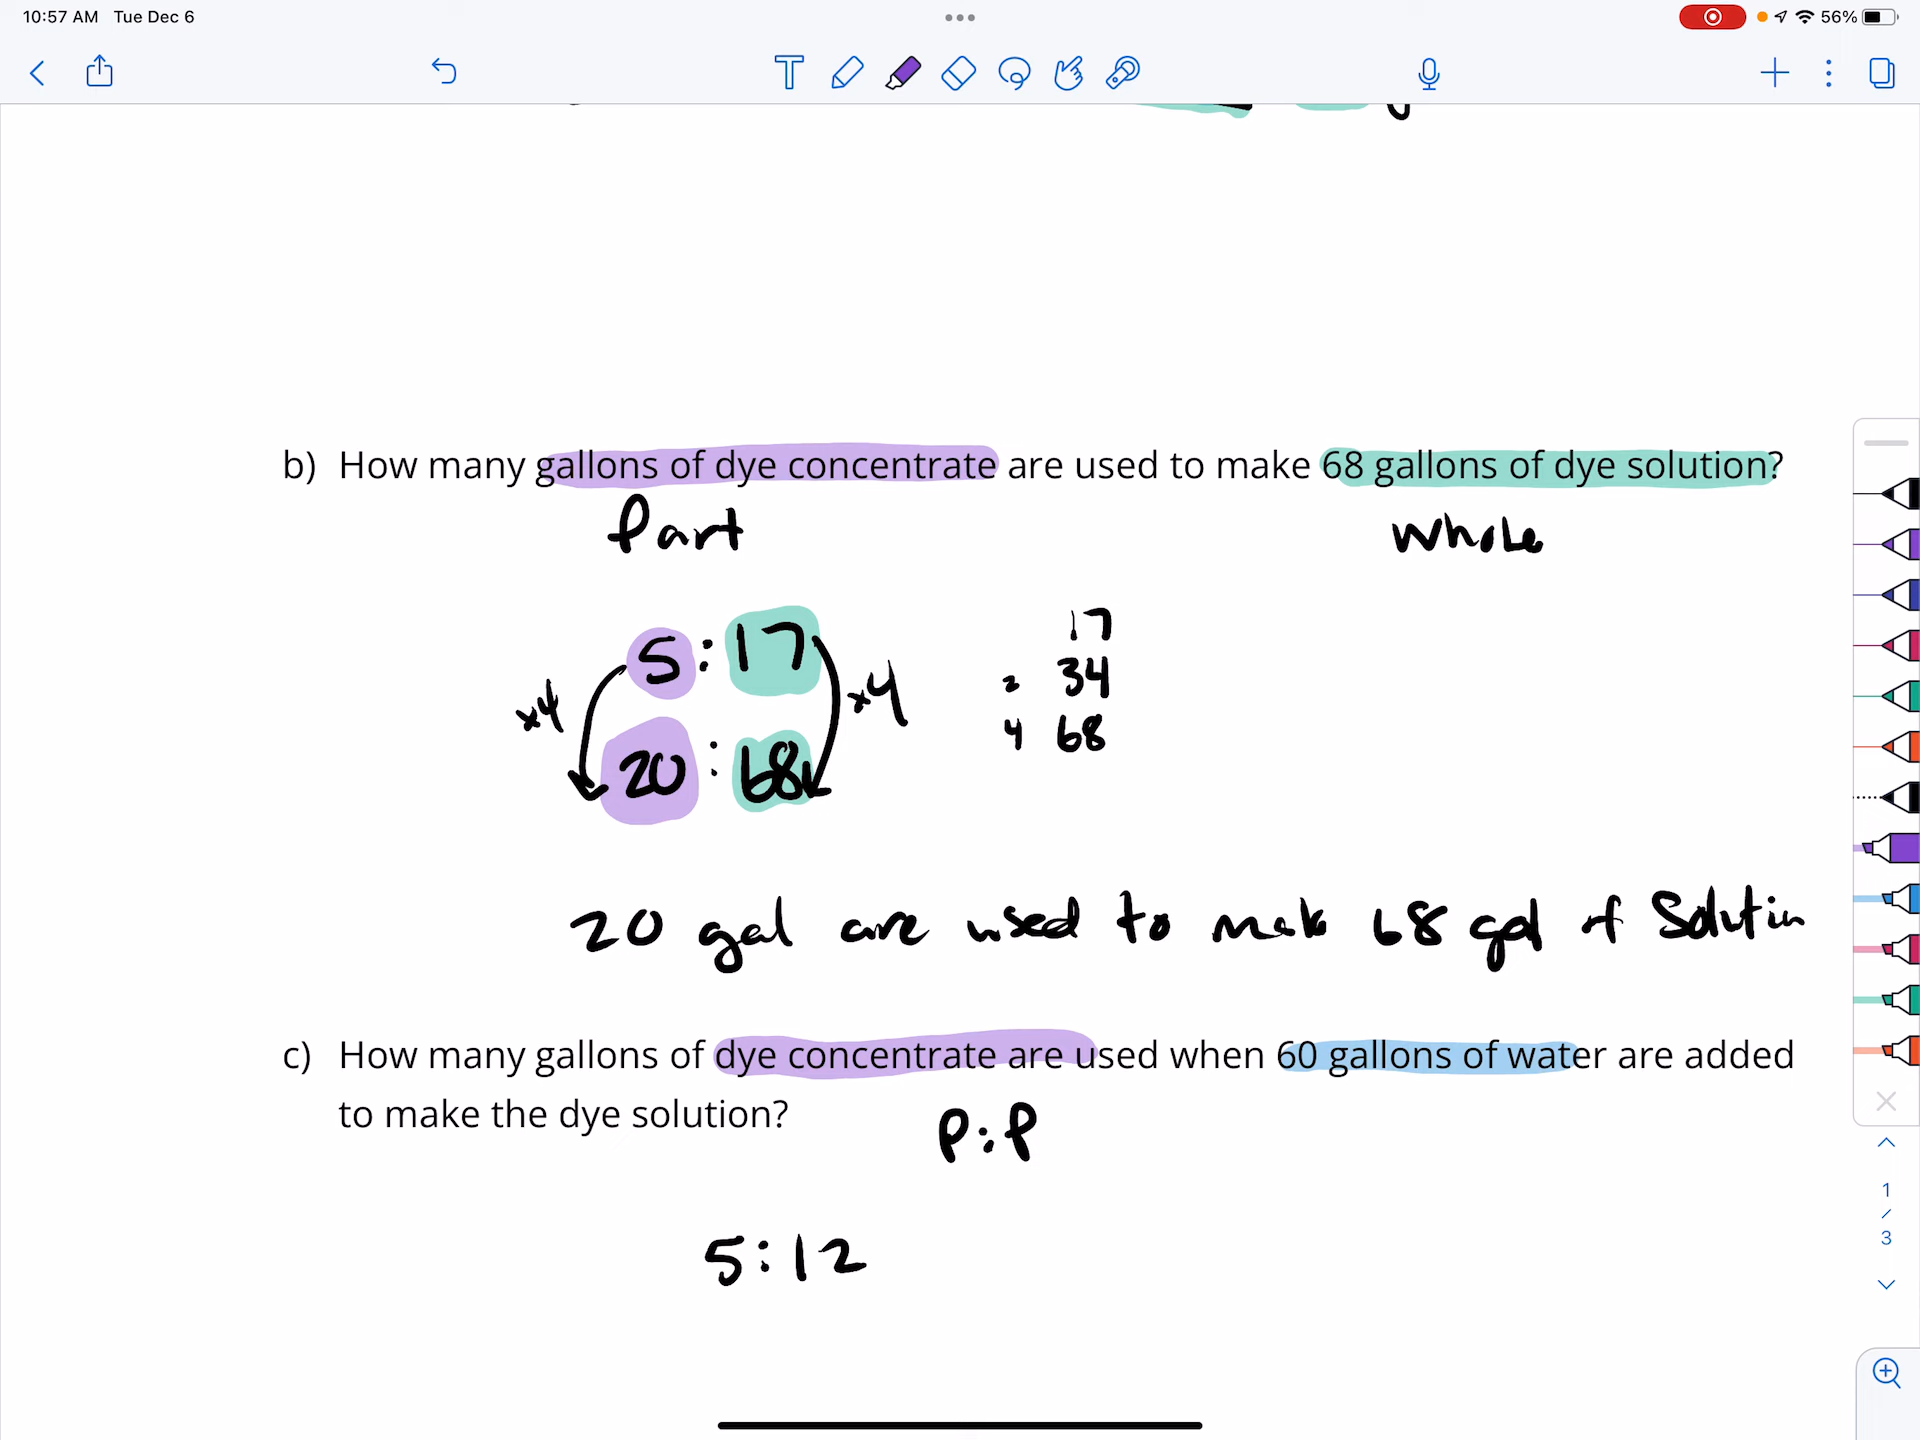 10:57 AM Tue Dec 6
56%
b) How many gallons of dye concentrate are used to make 68 gallons of dye solution?
Part Whole
5 : 17
x4 x4
20 : 68
17
2 34
4 68
20 gal are used to mak 68 gal of Solutin
c) How many gallons of dye concentrate are used when 60 gallons of water are added
to make the dye solution?
P:P
5:12
1
/
3